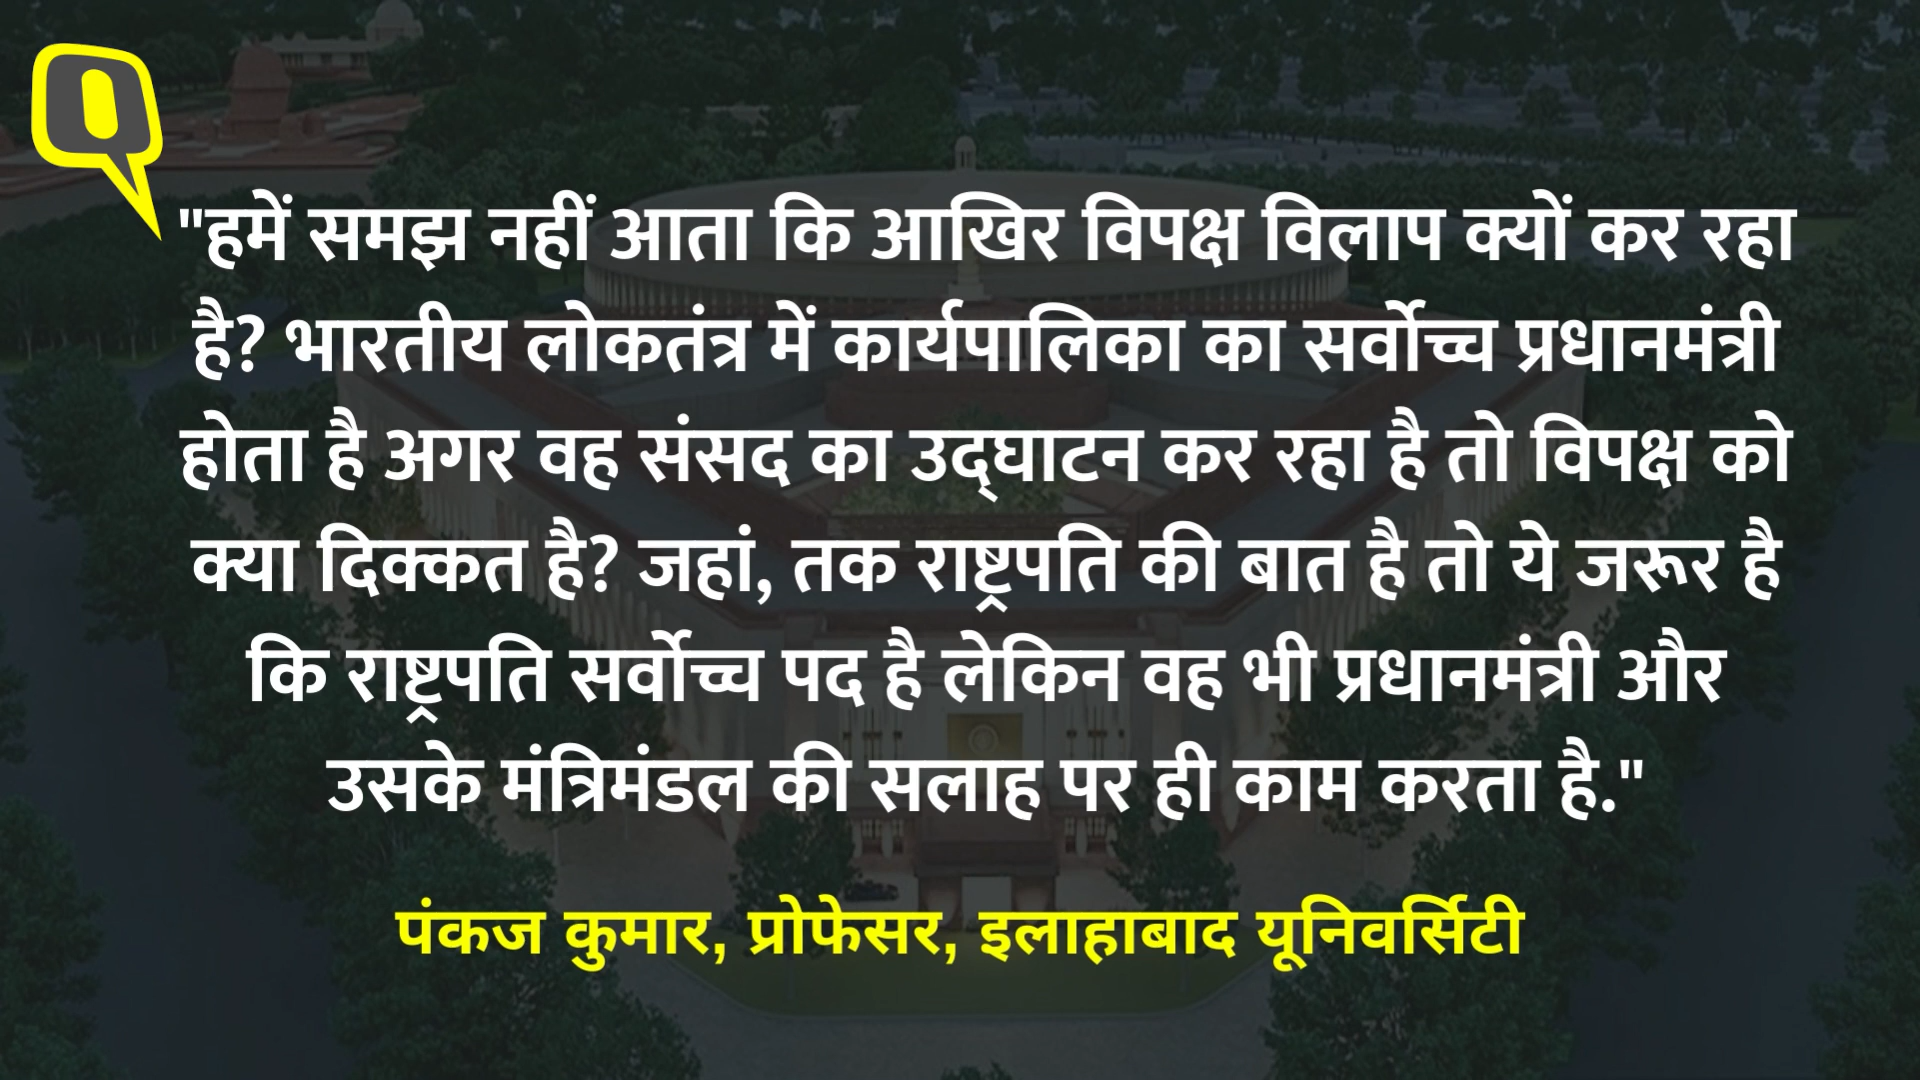 "हमें समझ नहीं आता कि आखिर विपक्ष विलाप क्यों कर रहा
है? भारतीय लोकतंत्र में कार्यपालिका का सर्वोच्च प्रधानमंत्री
होता है अगर वह संसद का उद्घाटन कर रहा है तो विपक्ष को
क्या दिक्कत है? जहां, तक राष्ट्रपति की बात है तो ये जरूर है
कि राष्ट्रपति सर्वोच्च पद है लेकिन वह भी प्रधानमंत्री और
उसके मंत्रिमंडल की सलाह पर ही काम करता है."
पंकज कुमार, प्रोफेसर, इलाहाबाद यूनिवर्सिटी